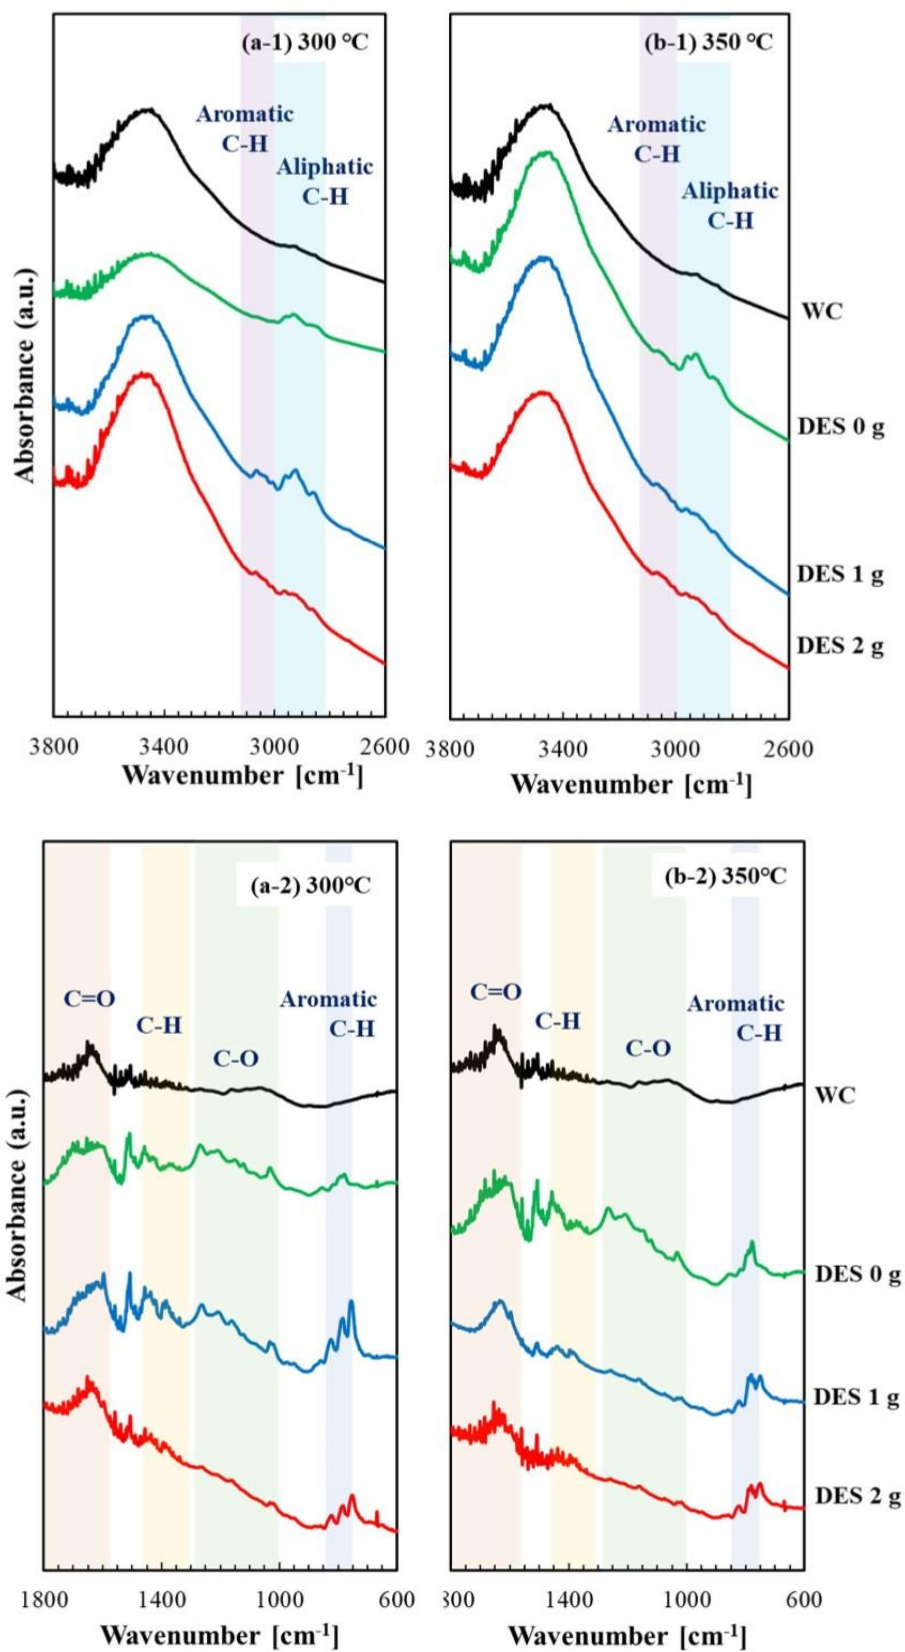 (a-1) 300 ℃
(b-1) 350 ℃
Aromatic
C-H
Aliphatic
C-H
Aromatic
C-H
Aliphatic
C-H
WC
DES 0 g
DES 1 g
DES 2 g
Absorbance (a.u.)
3800 3400 3000 2600
3800 3400 3000 2600
Wavenumber [cm-1]
Wavenumber [cm-1]
(a-2) 300℃
(b-2) 350℃
C=O
C-H
C-O
Aromatic
C-H
C=O
C-H
C-O
Aromatic
C-H
WC
DES 0 g
DES 1 g
DES 2 g
Absorbance (a.u.)
1800 1400 1000 600
800 1400 1000 600
Wavenumber [cm-1]
Wavenumber [cm-1]